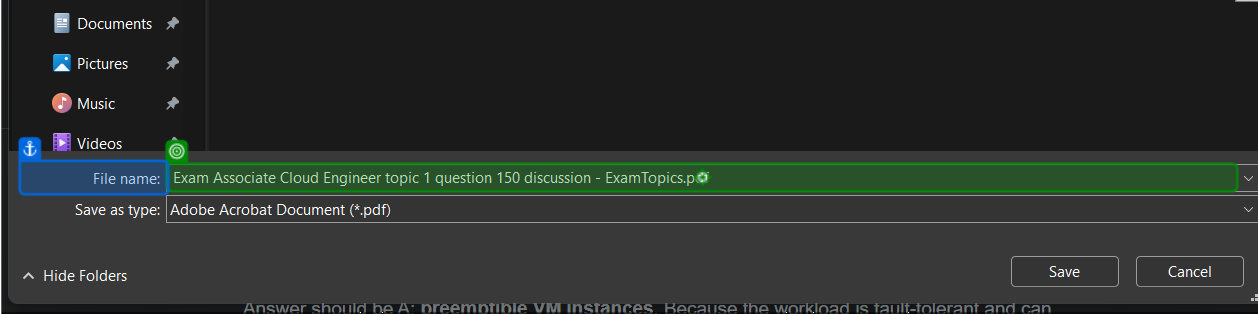 Documents
Pictures
Music
Videos
File name: Exam Associate Cloud Engineer topic 1 question 150 discussion - ExamTopics.p
Save as type: Adobe Acrobat Document (*.pdf)
Hide Folders
Save
Cancel
Answer should be A: preemptible VM instances. Because the workload is fault-tolerant and can